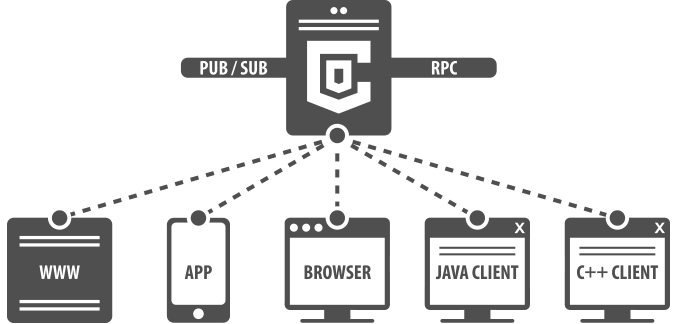 PUB / SUB
RPC
WWW
APP
BROWSER
JAVA CLIENT
C++ CLIENT
X
X